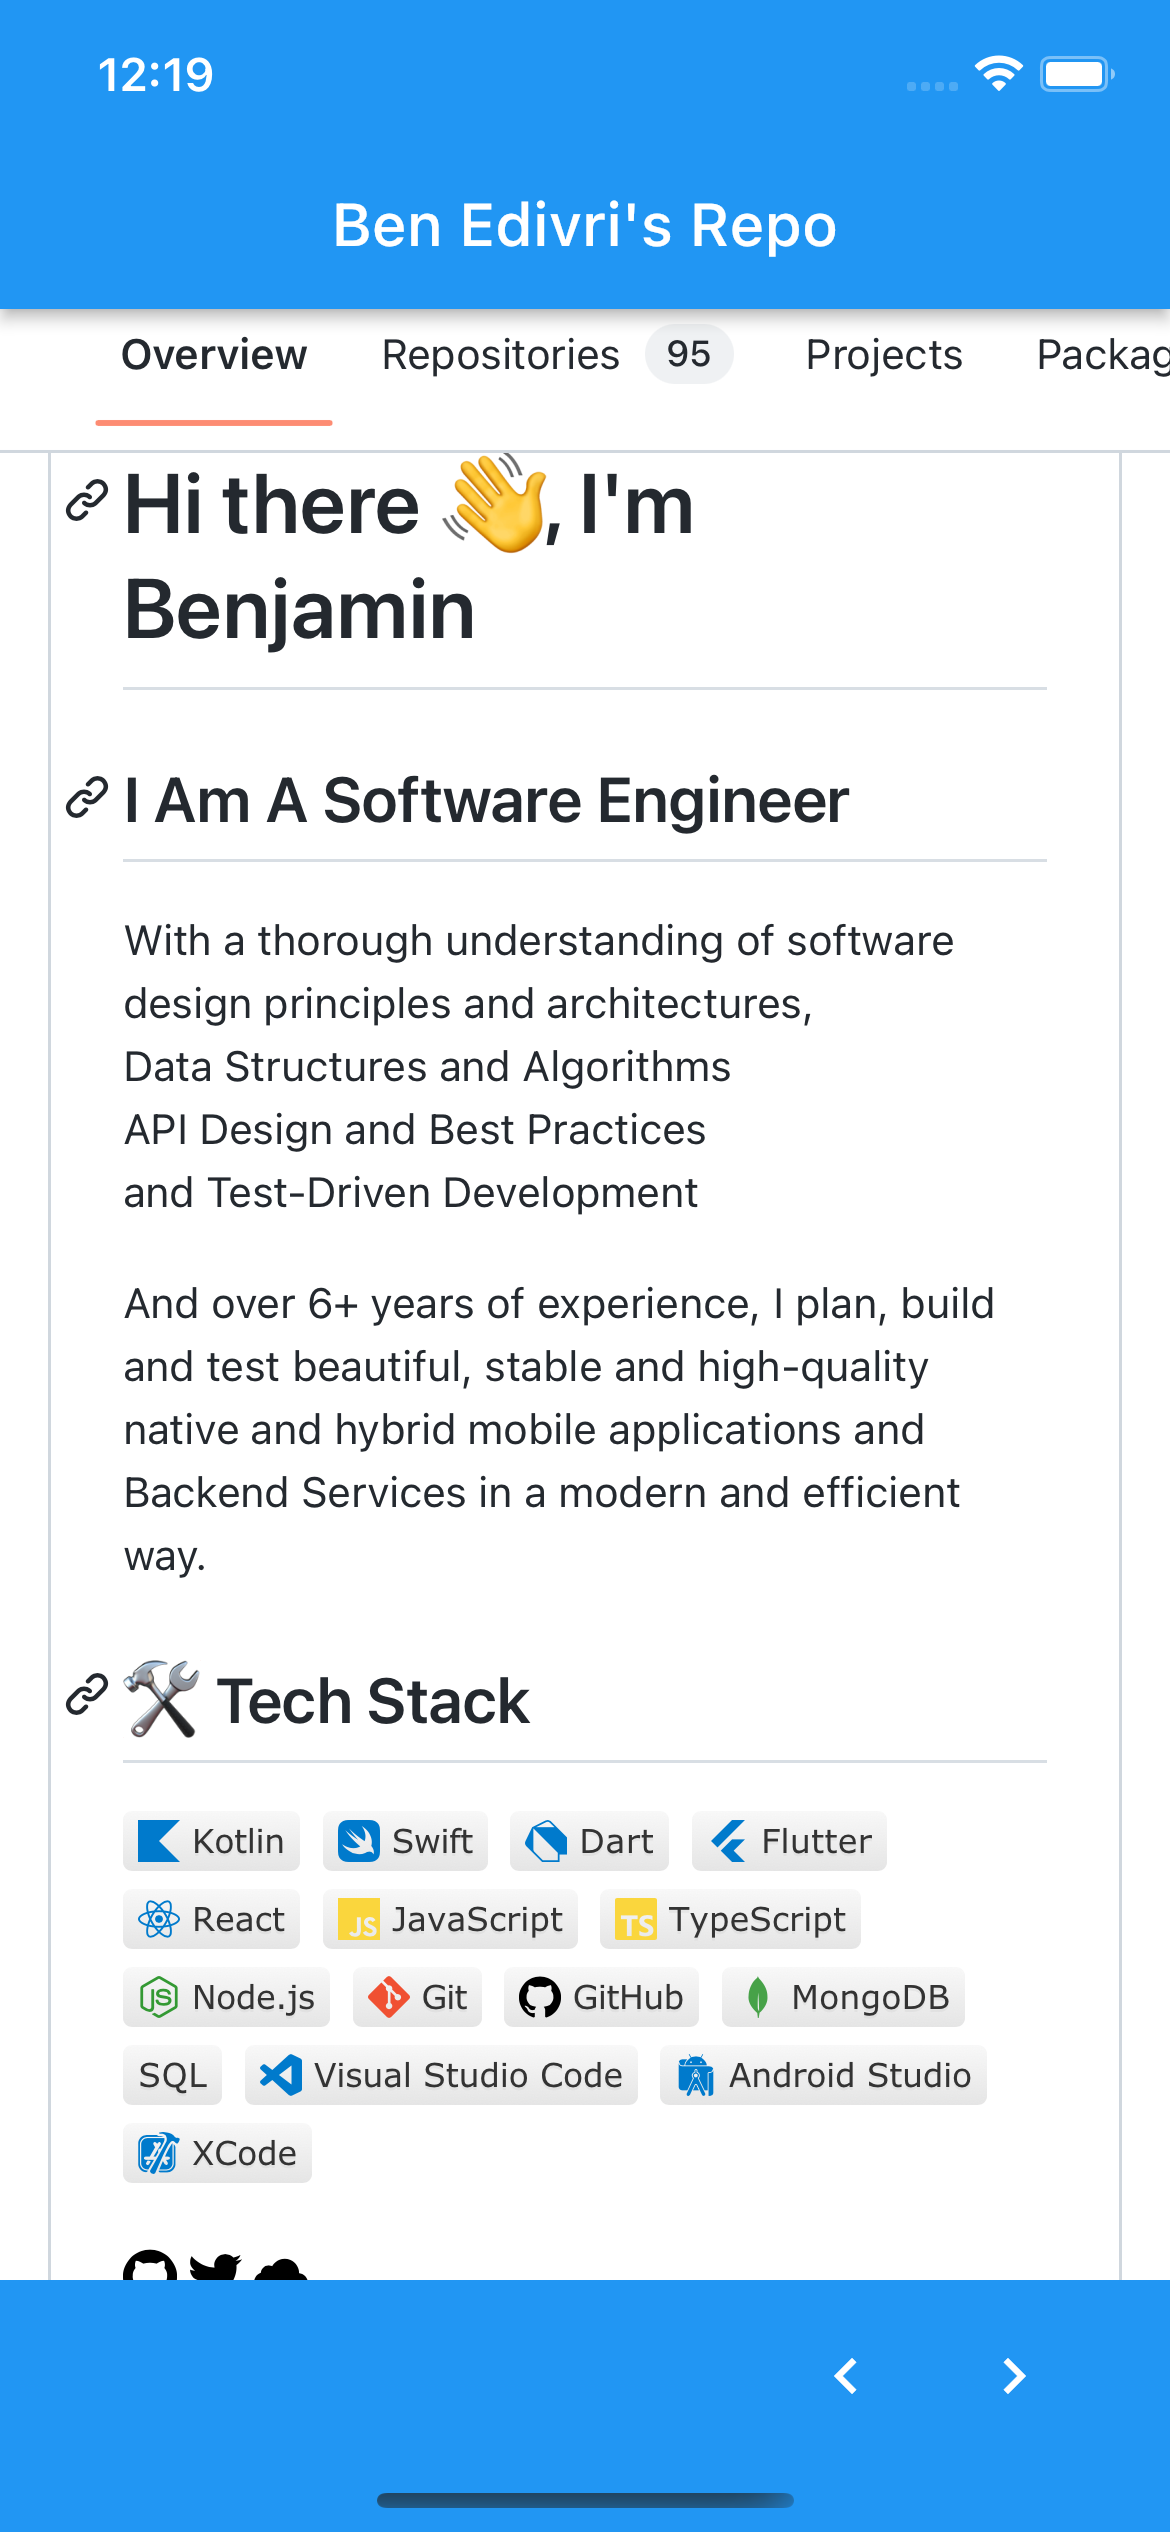 12:19
Ben Edivri's Repo
Overview Repositories 95 Projects Packag
Hi there 👋, I'm
Benjamin
I Am A Software Engineer
With a thorough understanding of software
design principles and architectures,
Data Structures and Algorithms
API Design and Best Practices
and Test-Driven Development
And over 6+ years of experience, I plan, build
and test beautiful, stable and high-quality
native and hybrid mobile applications and
Backend Services in a modern and efficient
way.
🛠 Tech Stack
Kotlin Swift Dart Flutter
React JS JavaScript TS TypeScript
JS Node.js Git GitHub MongoDB
SQL Visual Studio Code Android Studio
XCode